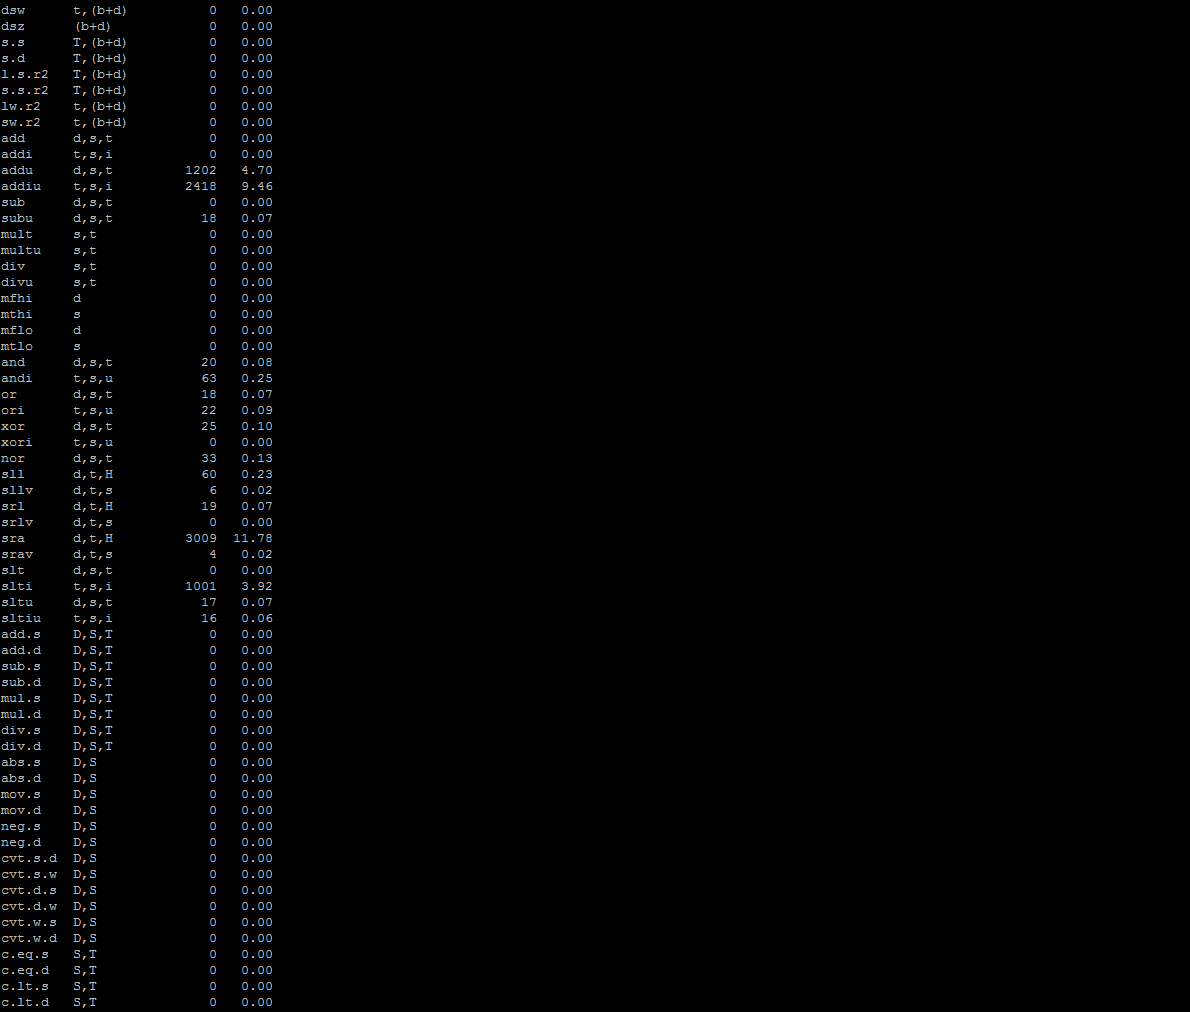 dsw      t,(b+d)          0   0.00
dsz      (b+d)            0   0.00
s.s      T,(b+d)          0   0.00
s.d      T,(b+d)          0   0.00
l.s.r2   T,(b+d)          0   0.00
s.s.r2   T,(b+d)          0   0.00
lw.r2    t,(b+d)          0   0.00
sw.r2    t,(b+d)          0   0.00
add      d,s,t            0   0.00
addi     t,s,i            0   0.00
addu     d,s,t         1202   4.70
addiu    t,s,i         2418   9.46
sub      d,s,t            0   0.00
subu     d,s,t           18   0.07
mult     s,t              0   0.00
multu    s,t              0   0.00
div      s,t              0   0.00
divu     s,t              0   0.00
mfhi     d                0   0.00
mthi     s                0   0.00
mflo     d                0   0.00
mtlo     s                0   0.00
and      d,s,t           20   0.08
andi     t,s,u           63   0.25
or       d,s,t           18   0.07
ori      t,s,u           22   0.09
xor      d,s,t           25   0.10
xori     t,s,u            0   0.00
nor      d,s,t           33   0.13
sll      d,t,H           60   0.23
sllv     d,t,s            6   0.02
srl      d,t,H           19   0.07
srlv     d,t,s            0   0.00
sra      d,t,H         3009  11.78
srav     d,t,s            4   0.02
slt      d,s,t            0   0.00
slti     t,s,i         1001   3.92
sltu     d,s,t           17   0.07
sltiu    t,s,i           16   0.06
add.s    D,S,T            0   0.00
add.d    D,S,T            0   0.00
sub.s    D,S,T            0   0.00
sub.d    D,S,T            0   0.00
mul.s    D,S,T            0   0.00
mul.d    D,S,T            0   0.00
div.s    D,S,T            0   0.00
div.d    D,S,T            0   0.00
abs.s    D,S              0   0.00
abs.d    D,S              0   0.00
mov.s    D,S              0   0.00
mov.d    D,S              0   0.00
neg.s    D,S              0   0.00
neg.d    D,S              0   0.00
cvt.s.d  D,S              0   0.00
cvt.s.w  D,S              0   0.00
cvt.d.s  D,S              0   0.00
cvt.d.w  D,S              0   0.00
cvt.w.s  D,S              0   0.00
cvt.w.d  D,S              0   0.00
c.eq.s   S,T              0   0.00
c.eq.d   S,T              0   0.00
c.lt.s   S,T              0   0.00
c.lt.d   S,T              0   0.00